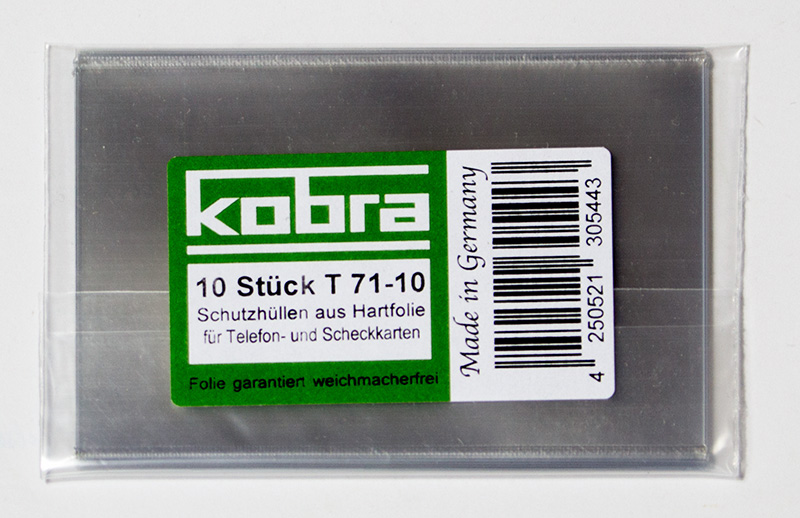 kobra
10 Stück T 71-10
Schutzhüllen aus Hartfolie
für Telefon- und Scheckkarten
Folie garantiert weichmacherfrei
Made in Germany
4 250521 305443